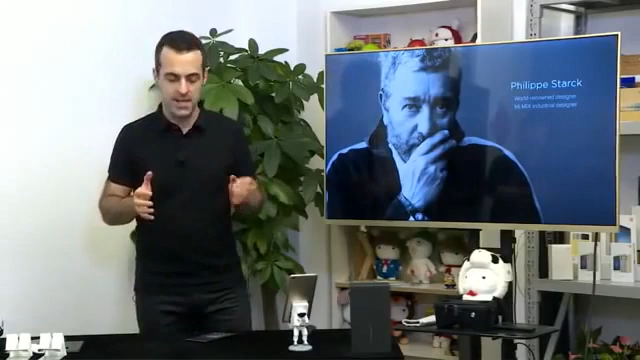 Philippe Starck
World-renowned designer
Mi MIX industrial designer